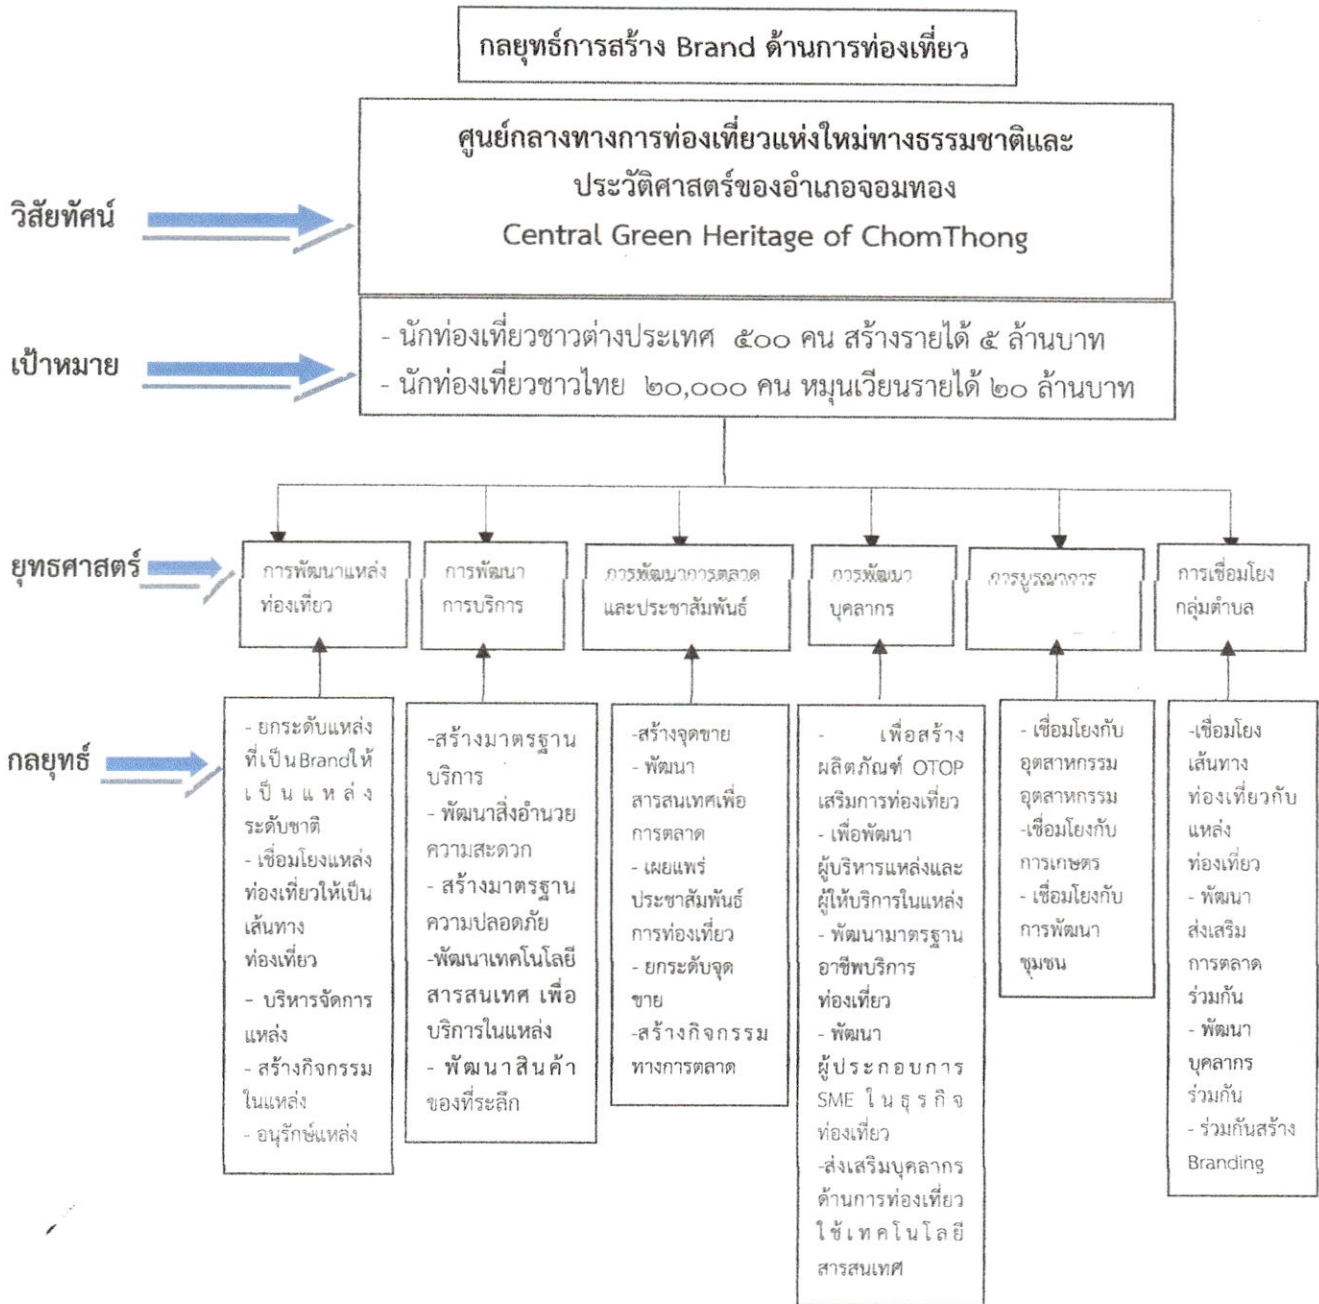 กลยุทธ์การสร้าง Brand ด้านการท่องเที่ยว
วิสัยทัศน์
ศูนย์กลางทางการท่องเที่ยวแห่งใหม่ทางธรรมชาติและ
ประวัติศาสตร์ของอำเภอจอมทอง
Central Green Heritage of ChomThong
เป้าหมาย
- นักท่องเที่ยวชาวต่างประเทศ ๕๐๐ คน สร้างรายได้ ๕ ล้านบาท
- นักท่องเที่ยวชาวไทย ๒๐,๐๐๐ คน หมุนเวียนรายได้ ๒๐ ล้านบาท
ยุทธศาสตร์
การพัฒนาแหล่ง
ท่องเที่ยว
การพัฒนา
การบริการ
การพัฒนาการตลาด
และประชาสัมพันธ์
การพัฒนา
บุคลากร
การบูรณาการ
การเชื่อมโยง
กลุ่มตำบล
กลยุทธ์
- ยกระดับแหล่ง
ที่เป็นBrandให้
เป็นแหล่ง
ระดับชาติ
- เชื่อมโยงแหล่ง
ท่องเที่ยวให้เป็น
เส้นทาง
ท่องเที่ยว
- บริหารจัดการ
แหล่ง
- สร้างกิจกรรม
ในแหล่ง
- อนุรักษ์แหล่ง
-สร้างมาตรฐาน
บริการ
- พัฒนาสิ่งอำนวย
ความสะดวก
- สร้างมาตรฐาน
ความปลอดภัย
-พัฒนาเทคโนโลยี
สารสนเทศ เพื่อ
บริการในแหล่ง
- พัฒนาสินค้า
ของที่ระลึก
-สร้างจุดขาย
- พัฒนา
สารสนเทศเพื่อ
การตลาด
- เผยแพร่
ประชาสัมพันธ์
การท่องเที่ยว
- ยกระดับจุด
ขาย
-สร้างกิจกรรม
ทางการตลาด
- เพื่อสร้าง
ผลิตภัณฑ์ OTOP
เสริมการท่องเที่ยว
- เพื่อพัฒนา
ผู้บริหารแหล่งและ
ผู้ให้บริการในแหล่ง
- พัฒนามาตรฐาน
อาชีพบริการ
ท่องเที่ยว
- พัฒนา
ผู้ประกอบการ
SME ในธุรกิจ
ท่องเที่ยว
-ส่งเสริมบุคลากร
ด้านการท่องเที่ยว
ใช้เทคโนโลยี
สารสนเทศ
- เชื่อมโยงกับ
อุตสาหกรรม
อุตสาหกรรม
-เชื่อมโยงกับ
การเกษตร
- เชื่อมโยงกับ
การพัฒนา
ชุมชน
-เชื่อมโยง
เส้นทาง
ท่องเที่ยวกับ
แหล่ง
ท่องเที่ยว
- พัฒนา
ส่งเสริม
การตลาด
ร่วมกัน
- พัฒนา
บุคลากร
ร่วมกัน
- ร่วมกันสร้าง
Branding